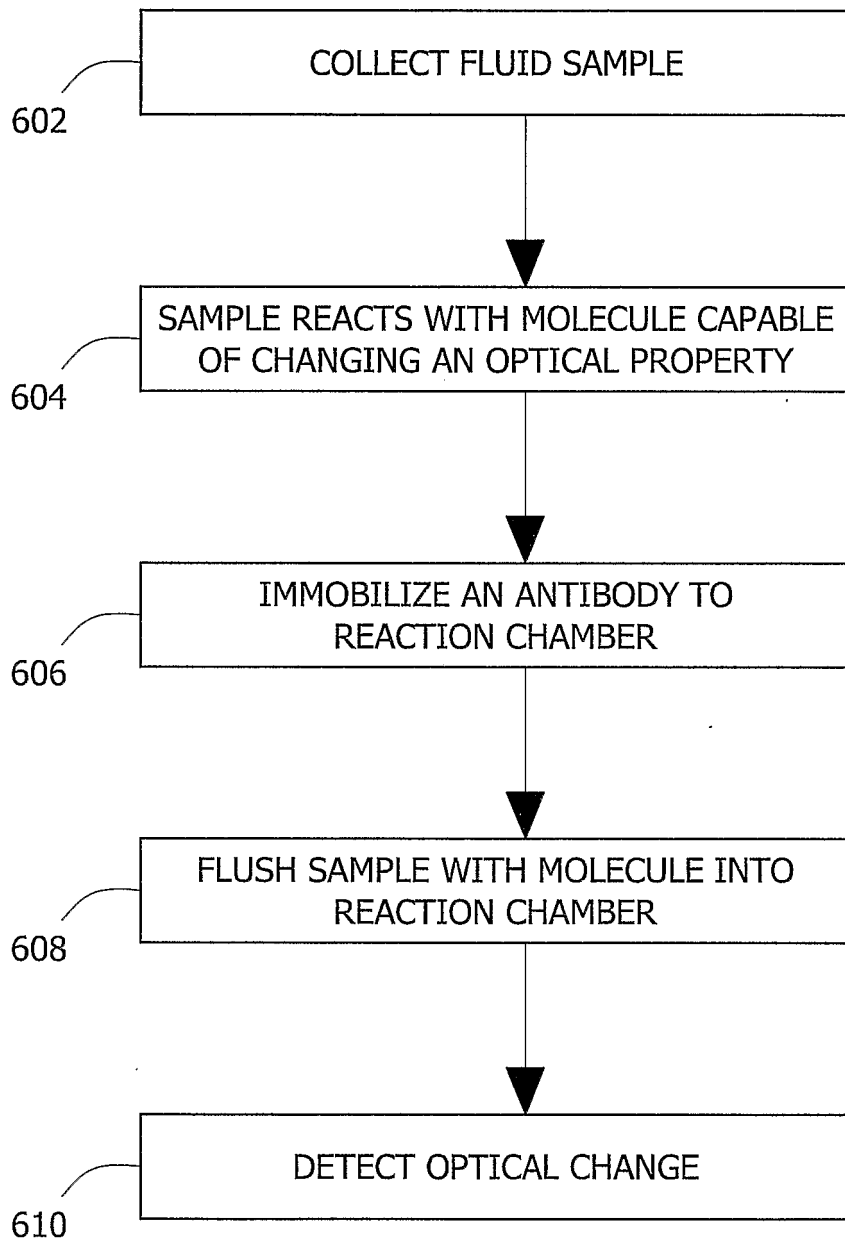 COLLECT FLUID SAMPLE
602
SAMPLE REACTS WITH MOLECULE CAPABLE
OF CHANGING AN OPTICAL PROPERTY
604
IMMOBILIZE AN ANTIBODY TO
REACTION CHAMBER
606
FLUSH SAMPLE WITH MOLECULE INTO
REACTION CHAMBER
608
DETECT OPTICAL CHANGE
610